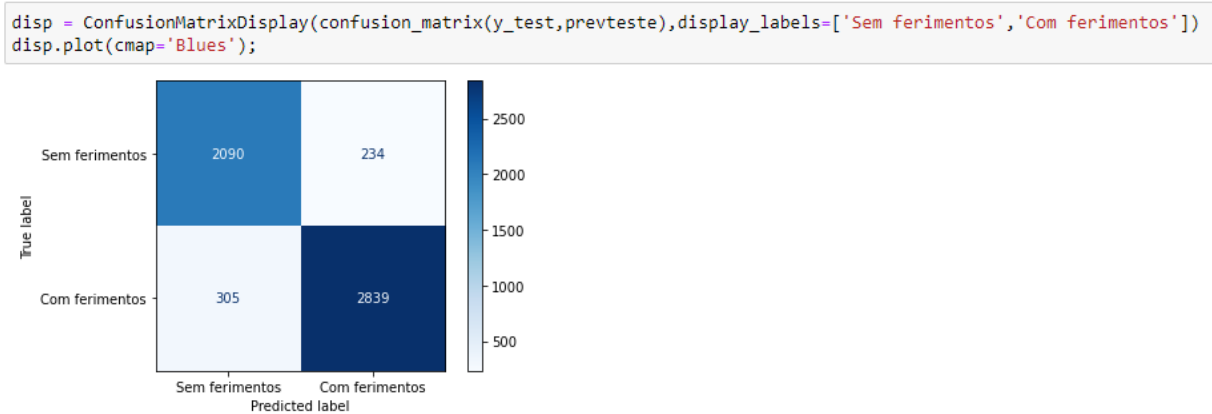 disp = ConfusionMatrixDisplay(confusion_matrix(y_test,prevteste),display_labels=['Sem ferimentos','Com ferimentos'])
disp.plot(cmap='Blues');
Sem ferimentos
2090
234
Com ferimentos
305
2839
True label
Sem ferimentos
Com ferimentos
Predicted label
2500
2000
1500
1000
500